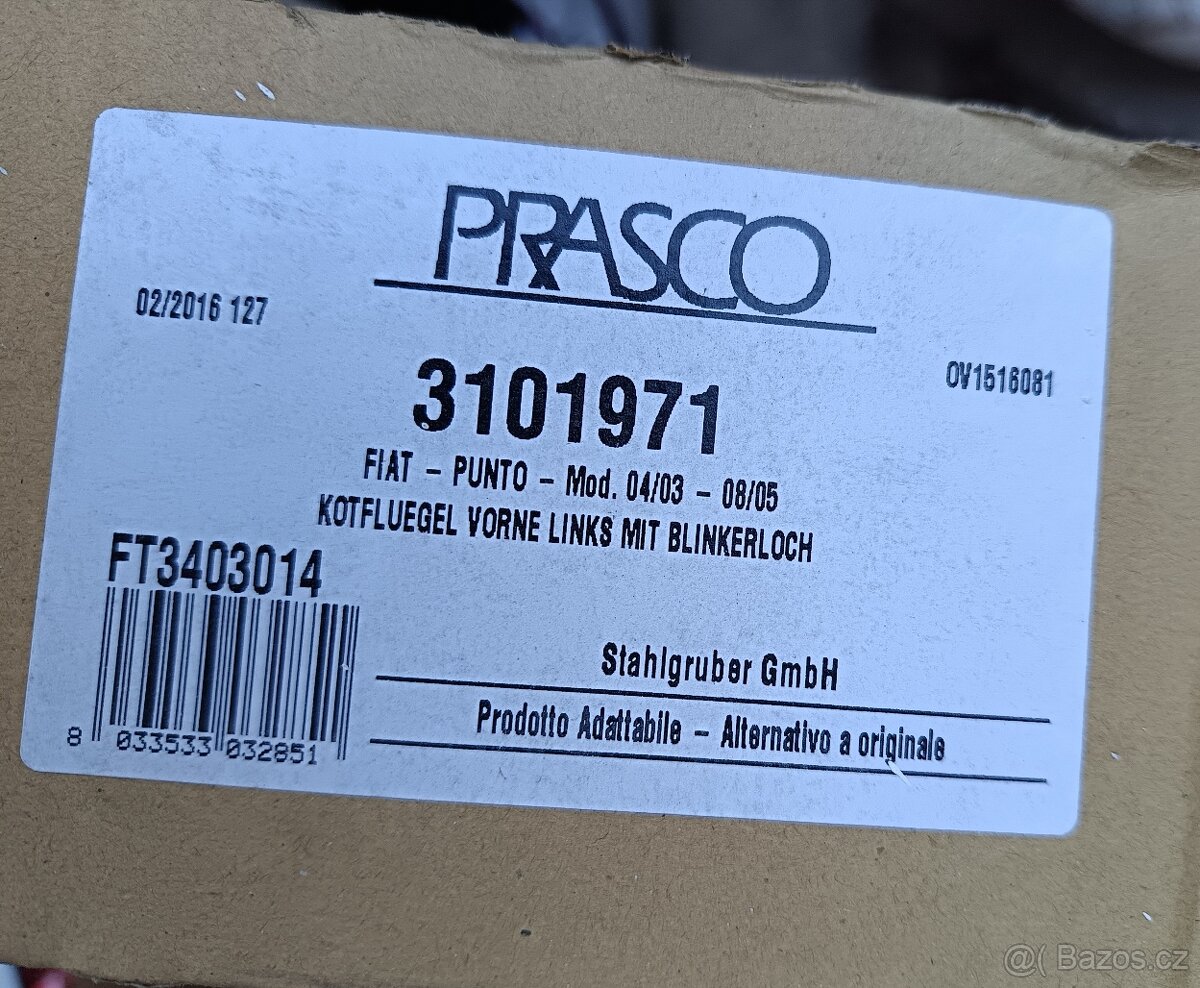 PRASCO
02/2016 127
OV1516081
3101971
FIAT - PUNTO - Mod. 04/03 - 08/05
KOTFLUEGEL VORNE LINKS MIT BLINKERLOCH
FT3403014
8 033533 032851
Stahlgruber GmbH
Prodotto Adattabile - Alternativo a originale
@( Bazos.cz